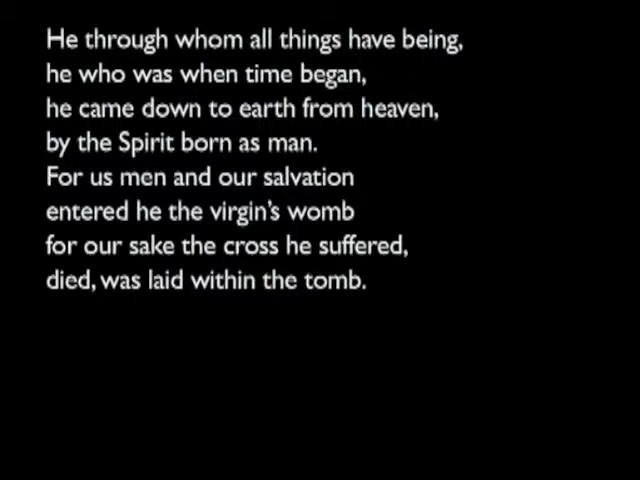 He through whom all things have being,
he who was when time began,
he came down to earth from heaven,
by the Spirit born as man.
For us men and our salvation
entered he the virgin’s womb
for our sake the cross he suffered,
died, was laid within the tomb.